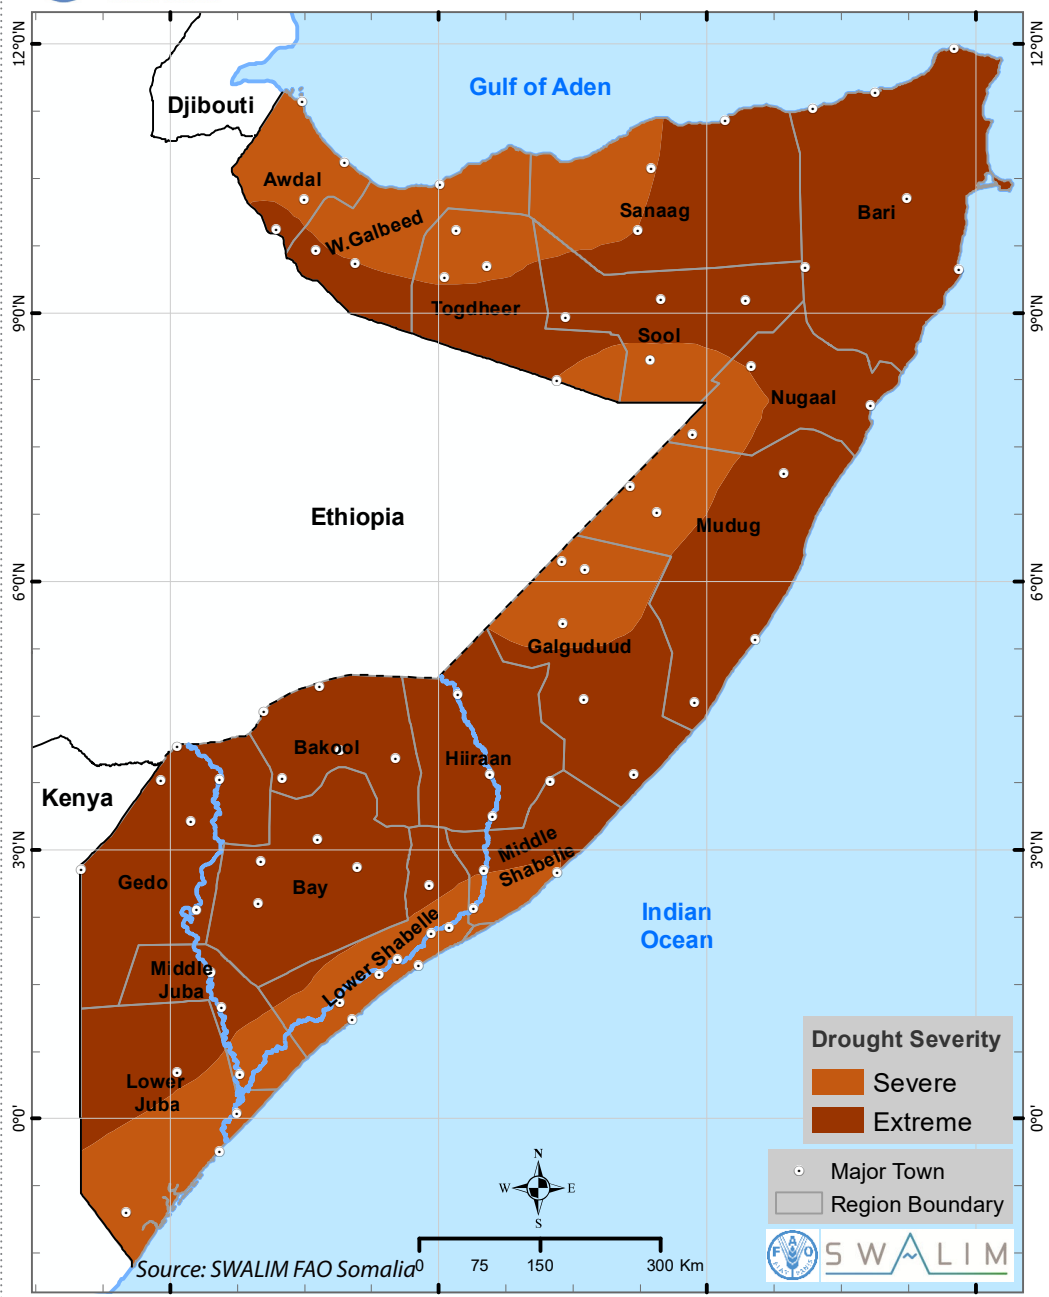 12°0'N
12°0'N
Gulf of Aden
Djibouti
Awdal
Sanaag
Bari
W.Galbeed
9°0'N
9°0'N
Togdheer
Sool
Nugaal
Ethiopia
Mudug
6°0'N
6°0'N
Galguduud
Bakool
Hiiraan
Kenya
3°0'N
3°0'N
Middle
Shabelle
Gedo
Bay
Indian
Ocean
Lower Shabelle
Middle
Juba
Drought Severity
Severe
Extreme
Lower
Juba
0°0'
0°0'
N
W
E
S
Major Town
Region Boundary
Source: SWALIM FAO Somalia
0 75 150 300 Km
F A O
FIAT PANIS
SWALIM